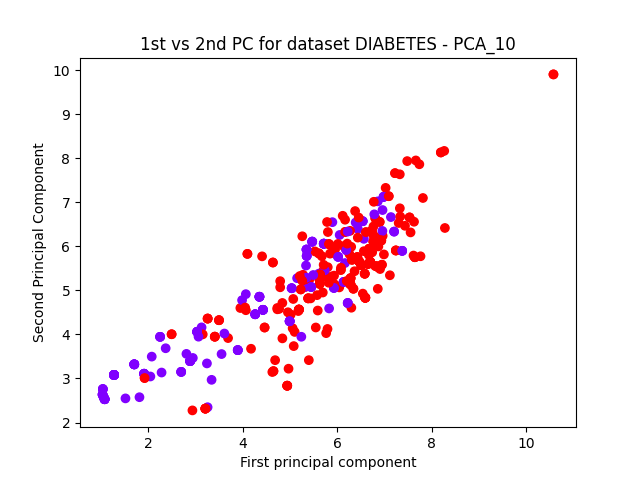 1st vs 2nd PC for dataset DIABETES - PCA_10
Second Principal Component
10
9
8
7
6
5
4
3
2
2 4 6 8 10
First principal component